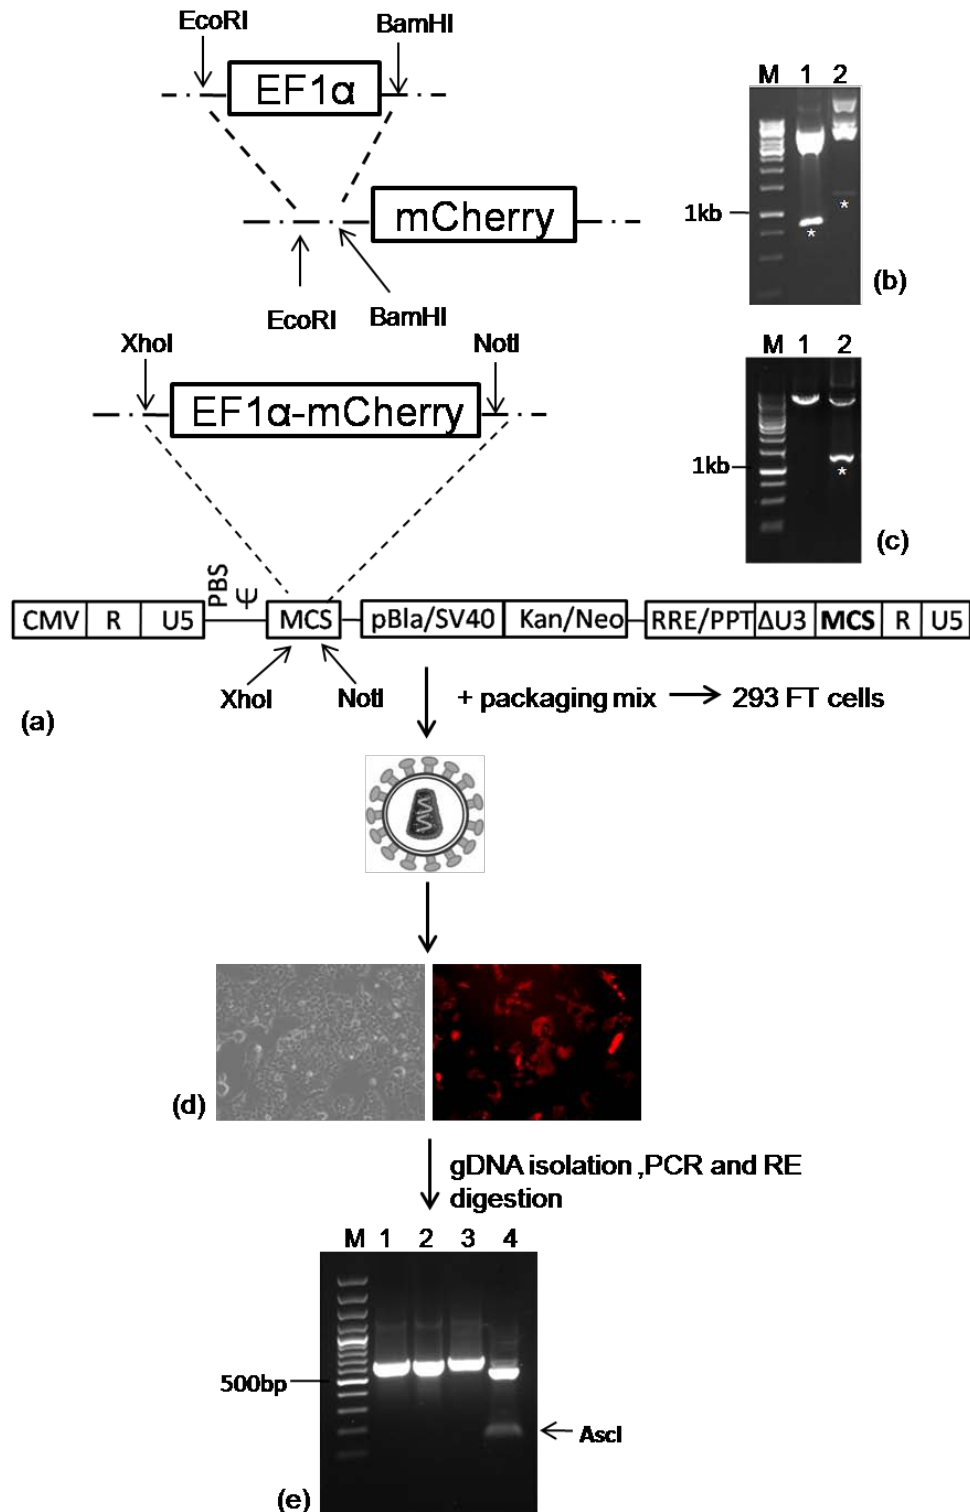 EcoRI
BamHI
EF1α
mCherry
EcoRI
BamHI
M 1 2
1kb
*
*
(b)
XhoI
NotI
EF1α-mCherry
M 1 2
1kb
*
(c)
PBS
Ψ
CMV R U5 MCS pBla/SV40 Kan/Neo RRE/PPT ΔU3 MCS R U5
XhoI
NotI
(a)
+ packaging mix
293 FT cells
(d)
gDNA isolation ,PCR and RE
digestion
M 1 2 3 4
500bp
AscI
(e)